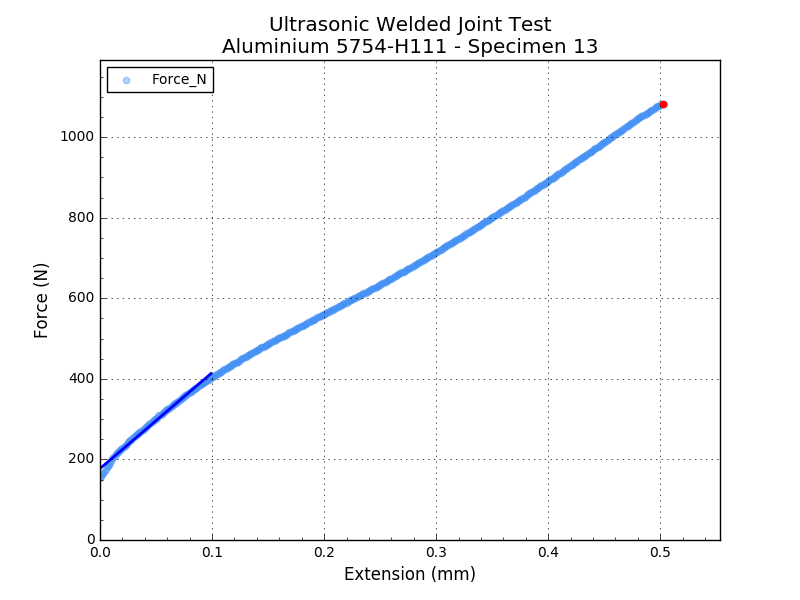 Ultrasonic Welded Joint Test
Aluminium 5754-H111 - Specimen 13
Force_N
1000
800
600
400
200
0
Force (N)
0.0 0.1 0.2 0.3 0.4 0.5
Extension (mm)